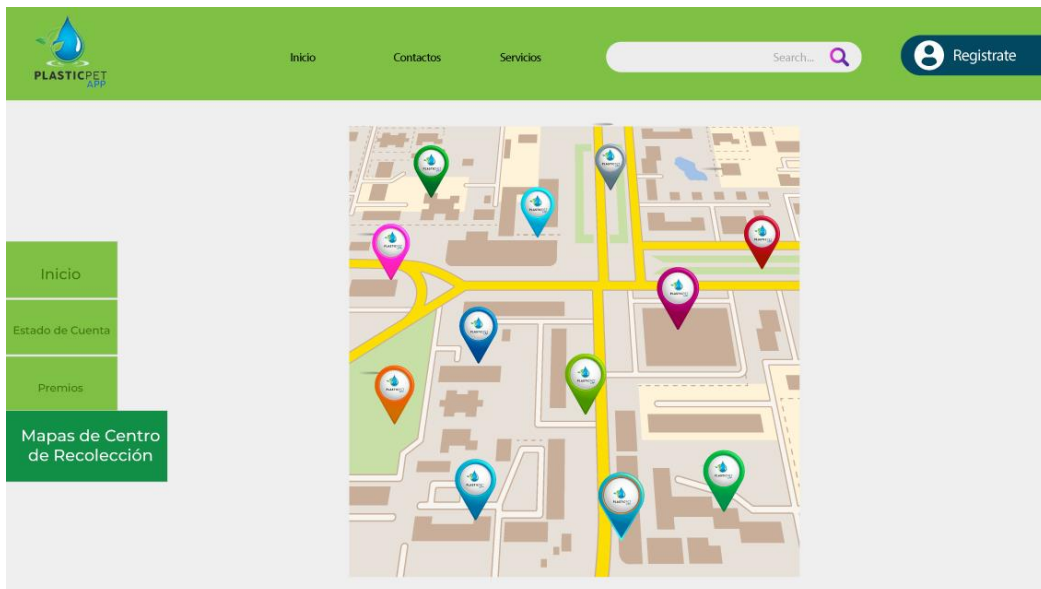 PLASTICPET
APP
Inicio
Contactos
Servicios
Search...
Registrate
Inicio
Estado de Cuenta
Premios
Mapas de Centro
de Recolección